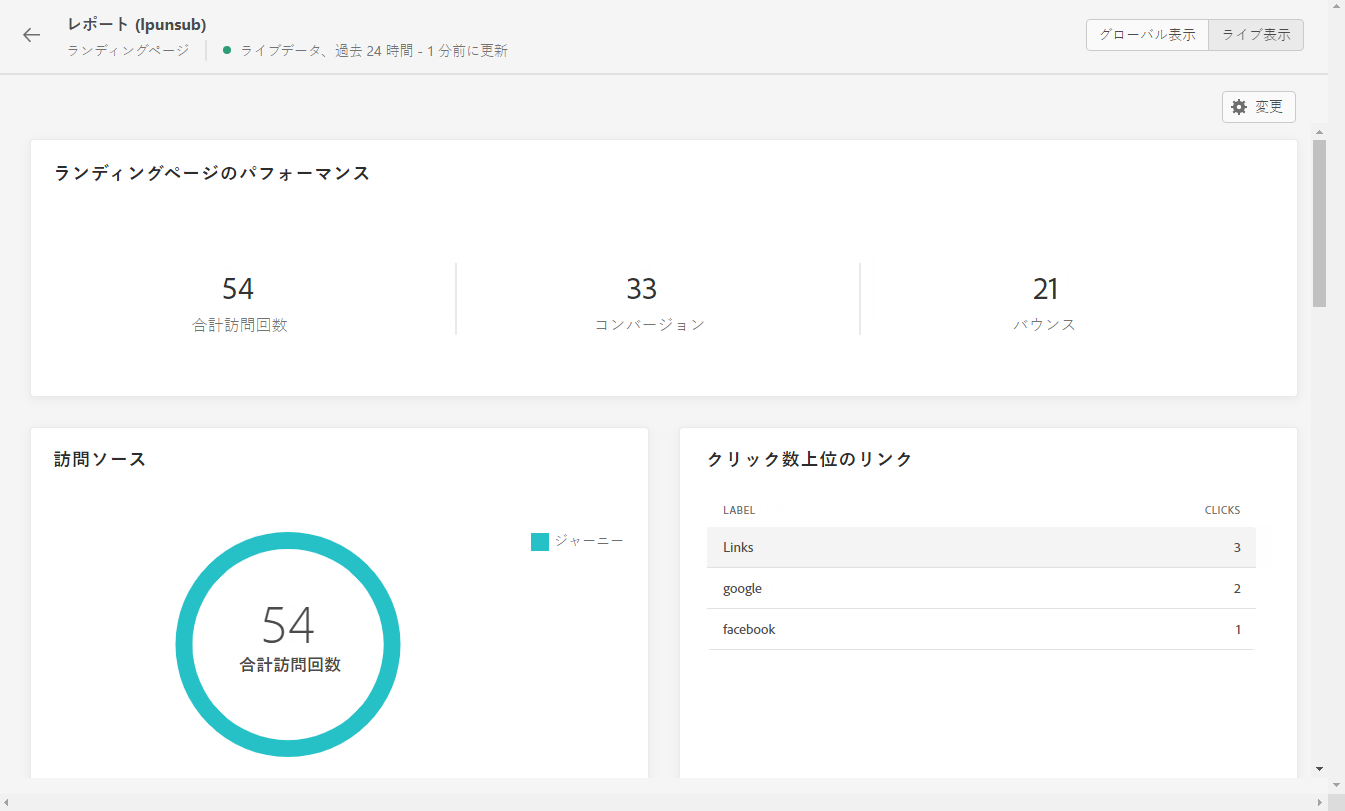 レポート (lpunsub)
ランディングページ
ライブデータ、過去 24 時間 - 1 分前に更新
グローバル表示
ライブ表示
変更
ランディングページのパフォーマンス
54
合計訪問回数
33
コンバージョン
21
バウンス
訪問ソース
ジャーニー
54
合計訪問回数
クリック数上位のリンク
LABEL CLICKS
Links 3
google 2
facebook 1